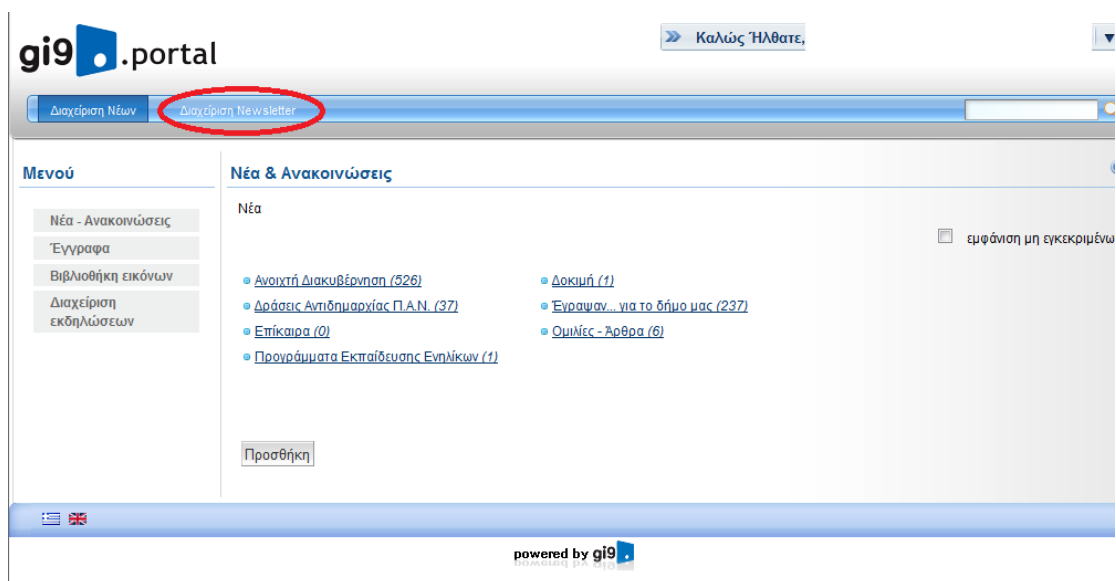 gi9 .portal
Καλώς Ήλθατε,
Διαχείριση Νέων
Διαχείριση Newsletter
Μενού
Νέα - Ανακοινώσεις
Έγγραφα
Βιβλιοθήκη εικόνων
Διαχείριση
εκδηλώσεων
Νέα & Ανακοινώσεις
Νέα
εμφάνιση μη εγκεκριμένω
Ανοιχτή Διακυβέρνηση (526)
Δοκιμή (1)
Δράσεις Αντιδημαρχίας Π.Α.Ν. (37)
Έγραψαν... για το δήμο μας (237)
Επίκαιρα (0)
Ομιλίες - Άρθρα (6)
Προγράμματα Εκπαίδευσης Ενηλίκων (1)
Προσθήκη
powered by gi9